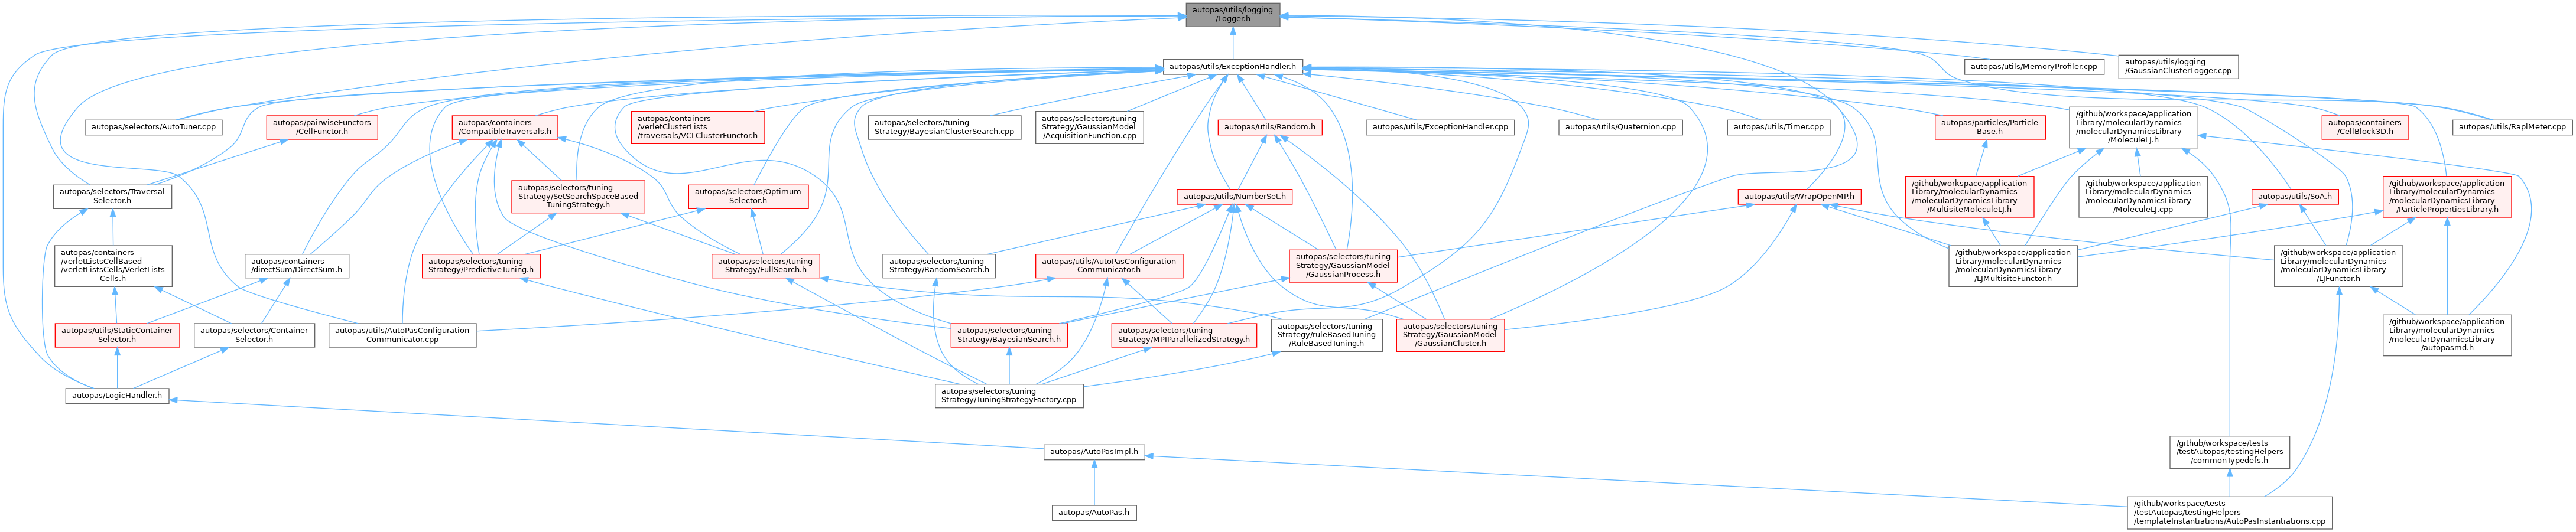 autopas/utils/logging
/Logger.h
autopas/utils/logging
/GaussianClusterLogger.cpp
autopas/utils/ExceptionHandler.h
autopas/utils/MemoryProfiler.cpp
autopas/selectors/AutoTuner.cpp
autopas/pairwiseFunctors
/CellFunctor.h
autopas/containers
/CompatibleTraversals.h
autopas/containers
/verletClusterLists
/traversals/VCLClusterFunctor.h
autopas/selectors/tuning
Strategy/BayesianClusterSearch.cpp
autopas/selectors/tuning
Strategy/GaussianModel
/AcquisitionFunction.cpp
autopas/utils/Random.h
autopas/utils/ExceptionHandler.cpp
autopas/utils/Quaternion.cpp
autopas/utils/Timer.cpp
autopas/particles/Particle
Base.h
/github/workspace/application
Library/molecularDynamics
/molecularDynamicsLibrary
/MoleculeLJ.h
autopas/containers
/CellBlock3D.h
autopas/utils/RaplMeter.cpp
autopas/selectors/Traversal
Selector.h
autopas/selectors/tuning
Strategy/SetSearchSpaceBased
TuningStrategy.h
autopas/selectors/Optimum
Selector.h
autopas/utils/NumberSet.h
autopas/utils/WrapOpenMP.h
/github/workspace/application
Library/molecularDynamics
/molecularDynamicsLibrary
/MultisiteMoleculeLJ.h
/github/workspace/application
Library/molecularDynamics
/molecularDynamicsLibrary
/MoleculeLJ.cpp
autopas/utils/SoA.h
/github/workspace/application
Library/molecularDynamics
/molecularDynamicsLibrary
/ParticlePropertiesLibrary.h
autopas/containers
/verletListsCellBased
/verletListsCells/VerletLists
Cells.h
autopas/containers
/directSum/DirectSum.h
autopas/selectors/tuning
Strategy/PredictiveTuning.h
autopas/selectors/tuning
Strategy/FullSearch.h
autopas/selectors/tuning
Strategy/RandomSearch.h
autopas/utils/AutoPasConfiguration
Communicator.h
autopas/selectors/tuning
Strategy/GaussianModel
/GaussianProcess.h
/github/workspace/application
Library/molecularDynamics
/molecularDynamicsLibrary
/LJMultisiteFunctor.h
/github/workspace/application
Library/molecularDynamics
/molecularDynamicsLibrary
/LJFunctor.h
autopas/utils/StaticContainer
Selector.h
autopas/selectors/Container
Selector.h
autopas/utils/AutoPasConfiguration
Communicator.cpp
autopas/selectors/tuning
Strategy/BayesianSearch.h
autopas/selectors/tuning
Strategy/MPIParallelizedStrategy.h
autopas/selectors/tuning
Strategy/ruleBasedTuning
/RuleBasedTuning.h
autopas/selectors/tuning
Strategy/GaussianModel
/GaussianCluster.h
/github/workspace/application
Library/molecularDynamics
/molecularDynamicsLibrary
/autopasmd.h
autopas/LogicHandler.h
autopas/selectors/tuning
Strategy/TuningStrategyFactory.cpp
autopas/AutoPasImpl.h
/github/workspace/tests
/testAutopas/testingHelpers
/commonTypedefs.h
autopas/AutoPas.h
/github/workspace/tests
/testAutopas/testingHelpers
/templateInstantiations/AutoPasInstantiations.cpp